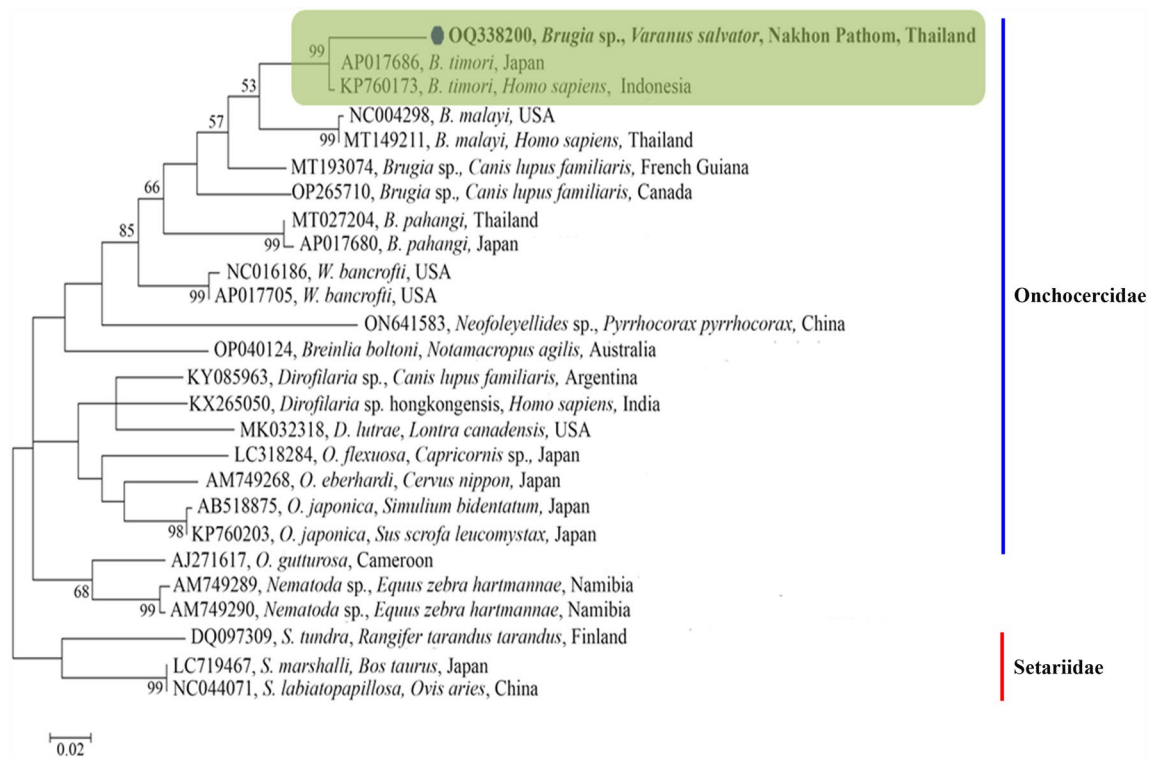 OQ338200, Brugia sp., Varanus salvator, Nakhon Pathom, Thailand
99
AP017686, B. timori, Japan
KP760173, B. timori, Homo sapiens, Indonesia
53
NC004298, B. malayi, USA
99 MT149211, B. malayi, Homo sapiens, Thailand
57
MT193074, Brugia sp., Canis lupus familiaris, French Guiana
66
OP265710, Brugia sp., Canis lupus familiaris, Canada
MT027204, B. pahangi, Thailand
85
99 AP017680, B. pahangi, Japan
NC016186, W. bancrofti, USA
99 AP017705, W. bancrofti, USA
Onchocercidae
ON641583, Neofoleyellides sp., Pyrrhocorax pyrrhocorax, China
OP040124, Breinlia boltoni, Notamacropus agilis, Australia
KY085963, Dirofilaria sp., Canis lupus familiaris, Argentina
KX265050, Dirofilaria sp. hongkongensis, Homo sapiens, India
MK032318, D. lutrae, Lontra canadensis, USA
LC318284, O. flexuosa, Capricornis sp., Japan
AM749268, O. eberhardi, Cervus nippon, Japan
AB518875, O. japonica, Simulium bidentatum, Japan
98 KP760203, O. japonica, Sus scrofa leucomystax, Japan
AJ271617, O. gutturosa, Cameroon
68
AM749289, Nematoda sp., Equus zebra hartmannae, Namibia
99 AM749290, Nematoda sp., Equus zebra hartmannae, Namibia
DQ097309, S. tundra, Rangifer tarandus tarandus, Finland
LC719467, S. marshalli, Bos taurus, Japan
Setariidae
99 NC044071, S. labiatopapillosa, Ovis aries, China
0.02